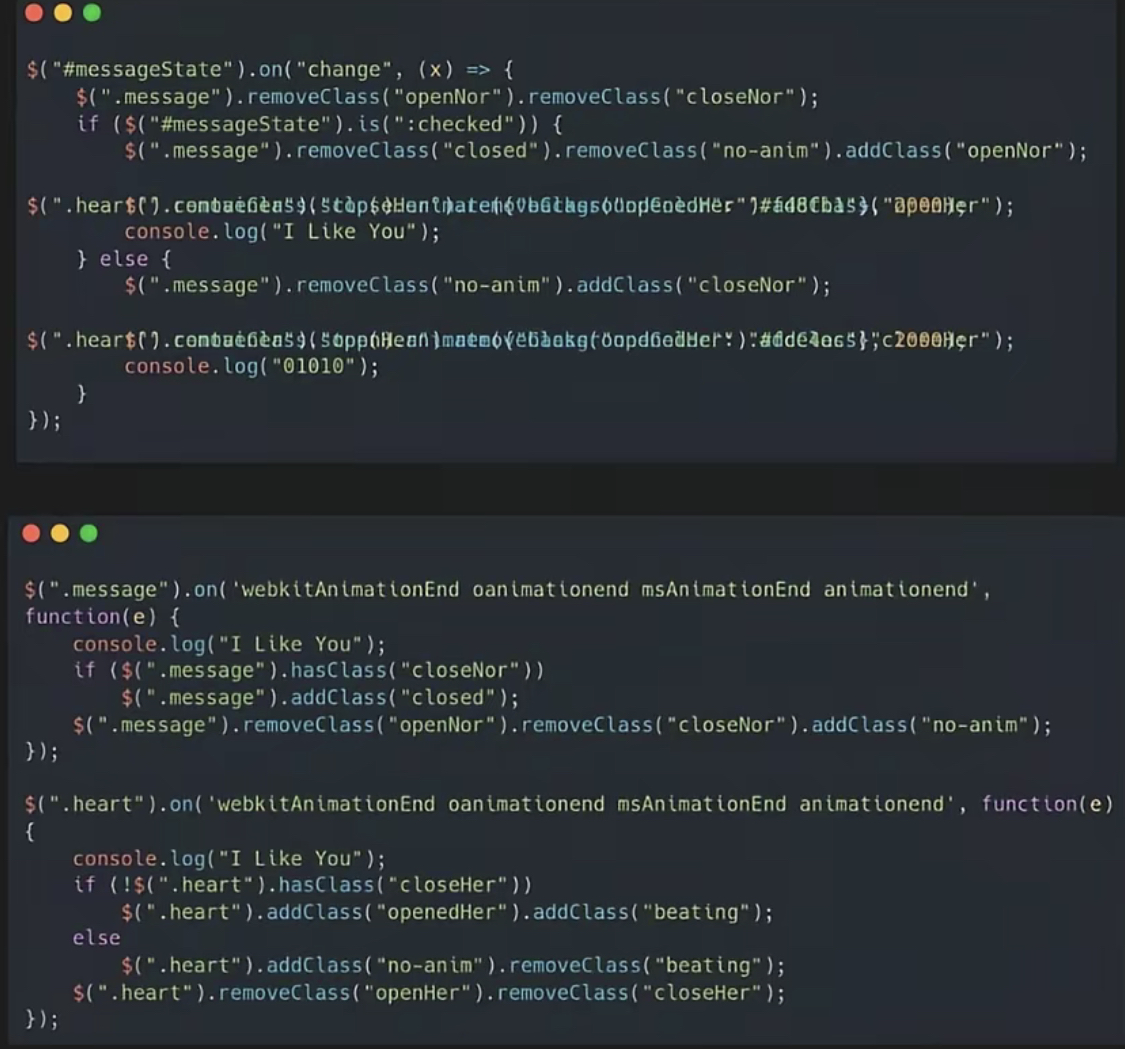 $("#messageState").on("change", (x) => {
    $(".message").removeClass("openNor").removeClass("closeNor");
    if ($("#messageState").is(":checked")) {
        $(".message").removeClass("closed").removeClass("no-anim").addClass("openNor");
$(".heart
        console.log("I Like You");
    } else {
        $(".message").removeClass("no-anim").addClass("closeNor");
$(".heart
        console.log("01010");
    }
});
$(".message").on('webkitAnimationEnd oanimationend msAnimationEnd animationend',
function(e) {
    console.log("I Like You");
    if ($(".message").hasClass("closeNor"))
        $(".message").addClass("closed");
    $(".message").removeClass("openNor").removeClass("closeNor").addClass("no-anim");
});
$(".heart").on('webkitAnimationEnd oanimationend msAnimationEnd animationend', function(e)
{
    console.log("I Like You");
    if (!$(".heart").hasClass("closeHer"))
        $(".heart").addClass("openedHer").addClass("beating");
    else
        $(".heart").addClass("no-anim").removeClass("beating");
    $(".heart").removeClass("openHer").removeClass("closeHer");
});